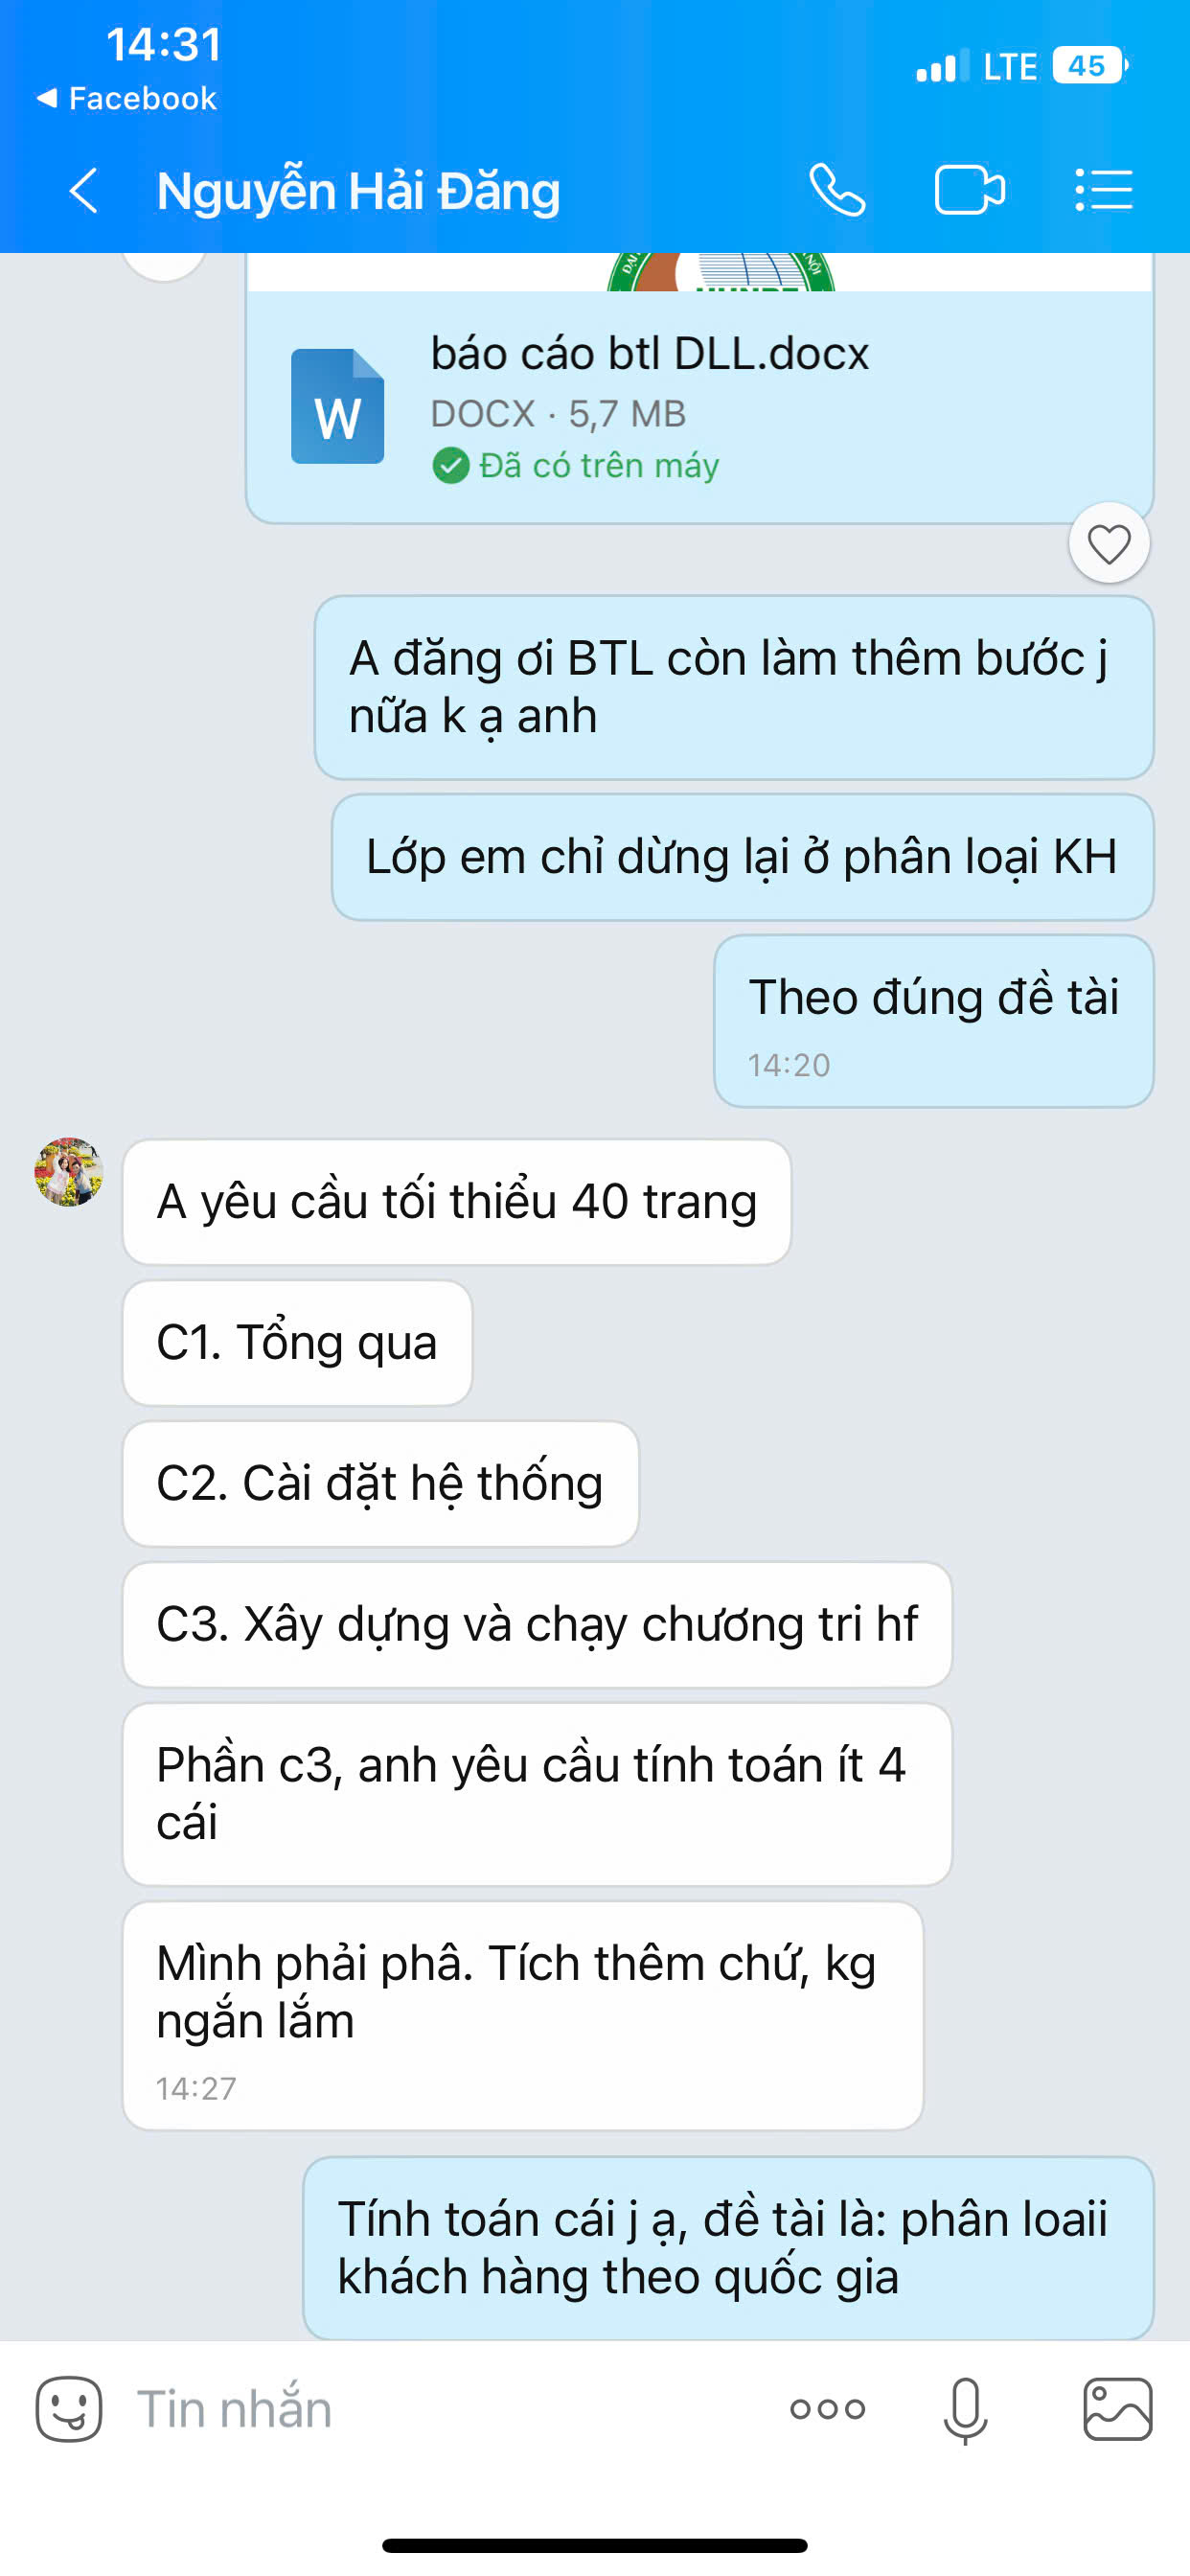 14:31
LTE 45
◀ Facebook
Nguyễn Hải Đăng
ĐẠI
NỘI
W
báo cáo btl DLL.docx
DOCX · 5,7 MB
Đã có trên máy
A đăng ơi BTL còn làm thêm bước j
nữa k ạ anh
Lớp em chỉ dừng lại ở phân loại KH
Theo đúng đề tài
14:20
A yêu cầu tối thiểu 40 trang
C1. Tổng qua
C2. Cài đặt hệ thống
C3. Xây dựng và chạy chương tri hf
Phần c3, anh yêu cầu tính toán ít 4
cái
Mình phải phâ. Tích thêm chứ, kg
ngắn lắm
14:27
Tính toán cái j ạ, đề tài là: phân loaii
khách hàng theo quốc gia
Tin nhắn